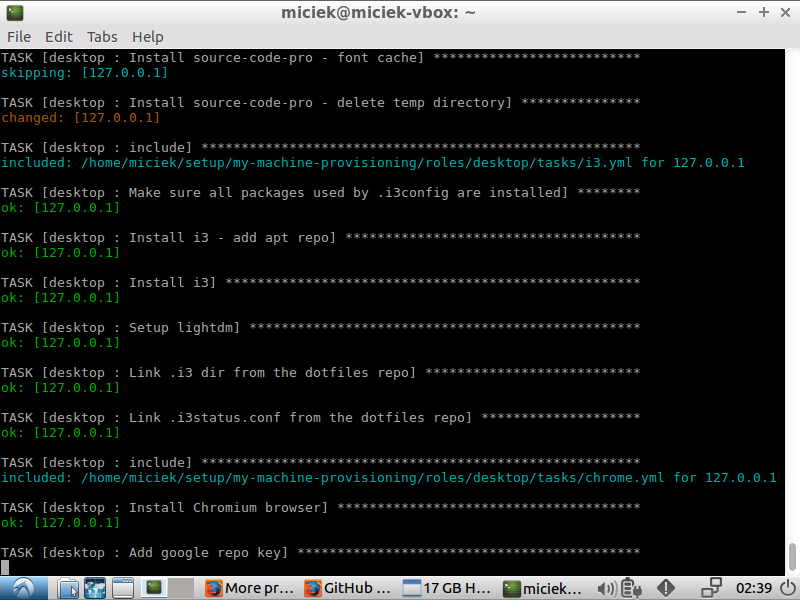 miciek@miciek-vbox: ~
File Edit Tabs Help
TASK [desktop : Install source-code-pro - font cache] **************************
skipping: [127.0.0.1]
TASK [desktop : Install source-code-pro - delete temp directory] ***************
changed: [127.0.0.1]
TASK [desktop : include] *******************************************************
included: /home/miciek/setup/my-machine-provisioning/roles/desktop/tasks/i3.yml for 127.0.0.1
TASK [desktop : Make sure all packages used by .i3config are installed] ********
ok: [127.0.0.1]
TASK [desktop : Install i3 - add apt repo] *************************************
ok: [127.0.0.1]
TASK [desktop : Install i3] ****************************************************
ok: [127.0.0.1]
TASK [desktop : Setup lightdm] *************************************************
ok: [127.0.0.1]
TASK [desktop : Link .i3 dir from the dotfiles repo] ***************************
ok: [127.0.0.1]
TASK [desktop : Link .i3status.conf from the dotfiles repo] ********************
ok: [127.0.0.1]
TASK [desktop : include] *******************************************************
included: /home/miciek/setup/my-machine-provisioning/roles/desktop/tasks/chrome.yml for 127.0.0.1
TASK [desktop : Install Chromium browser] **************************************
ok: [127.0.0.1]
TASK [desktop : Add google repo key] *******************************************
More pr... GitHub ... 17 GB H... miciek... 02:39